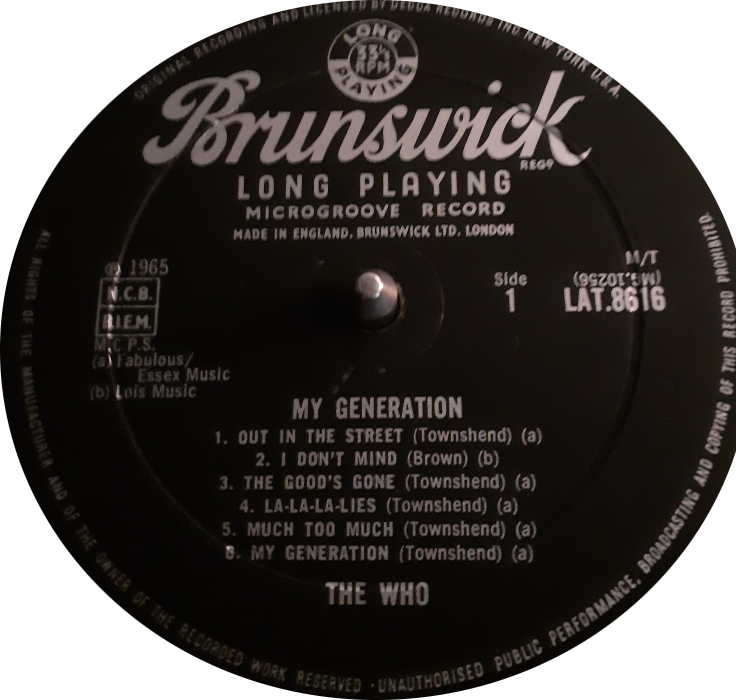 ORIGINAL RECORDING AND LICENSED BY DECCA RECORDS INC NEW YORK U.S.A.
LONG
33⅓
RPM
PLAYING
Brunswick
REGD
LONG PLAYING
MICROGROOVE RECORD
MADE IN ENGLAND, BRUNSWICK LTD. LONDON
℗ 1965
N.C.B.
B.I.E.M.
M.C.P.S.
(a) Fabulous/
Essex Music
(b) Lois Music
Side
1
M/T
(MG.10256)
LAT.8616
MY GENERATION
1. OUT IN THE STREET (Townshend) (a)
2. I DON'T MIND (Brown) (b)
3. THE GOOD'S GONE (Townshend) (a)
4. LA-LA-LA-LIES (Townshend) (a)
5. MUCH TOO MUCH (Townshend) (a)
6. MY GENERATION (Townshend) (a)
THE WHO
ALL RIGHTS OF THE MANUFACTURER AND OF THE OWNER OF THE RECORDED WORK RESERVED · UNAUTHORISED PUBLIC PERFORMANCE, BROADCASTING AND COPYING OF THIS RECORD PROHIBITED.